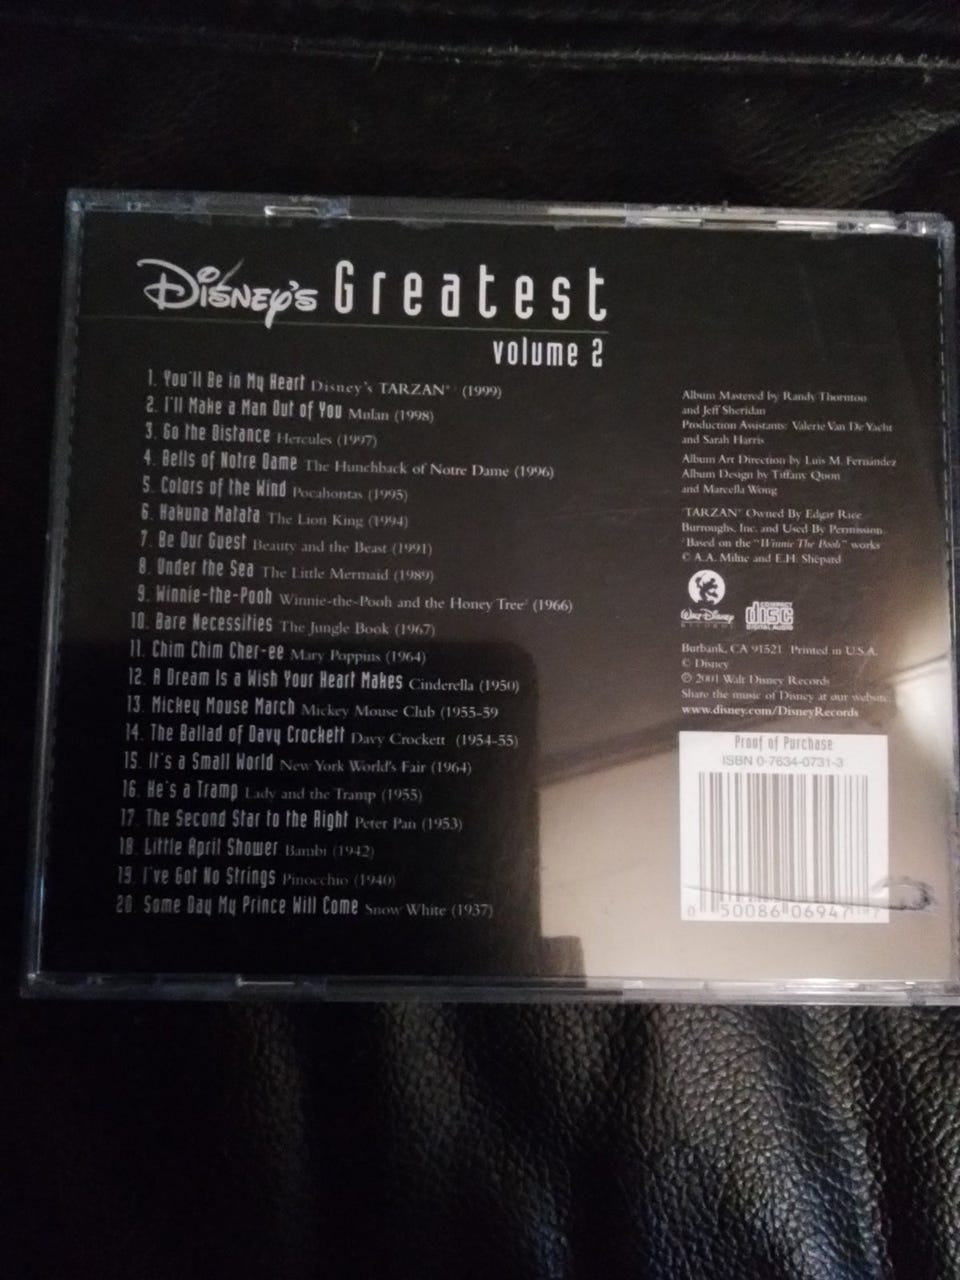 Disney's Greatest
volume 2
1. You'll Be in My Heart Disney's TARZAN® (1999)
2. I'll Make a Man Out of You Mulan (1998)
3. Go the Distance Hercules (1997)
4. Bells of Notre Dame The Hunchback of Notre Dame (1996)
5. Colors of the Wind Pocahontas (1995)
6. Hakuna Matata The Lion King (1994)
7. Be Our Guest Beauty and the Beast (1991)
8. Under the Sea The Little Mermaid (1989)
9. Winnie-the-Pooh Winnie-the-Pooh and the Honey Tree (1966)
10. Bare Necessities The Jungle Book (1967)
11. Chim Chim Cher-ee Mary Poppins (1964)
12. A Dream Is a Wish Your Heart Makes Cinderella (1950)
13. Mickey Mouse March Mickey Mouse Club (1955-59
14. The Ballad of Davy Crockett Davy Crockett (1954-55)
15. It's a Small World New York World's Fair (1964)
16. He's a Tramp Lady and the Tramp (1955)
17. The Second Star to the Right Peter Pan (1953)
18. Little April Shower Bambi (1942)
19. I've Got No Strings Pinocchio (1940)
20. Some Day My Prince Will Come Snow White (1937)
Album Mastered by Randy Thornton
and Jeff Sheridan
Production Assistants: Valerie Van De Yacht
and Sarah Harris
Album Art Direction by Luis M. Fernández
Album Design by Tiffany Quon
and Marcella Wong
TARZAN® Owned By Edgar Rice
Burroughs, Inc. and Used By Permission
Based on the "Winnie The Pooh" works
© A.A. Milne and E.H. Shepard
Walt Disney
RECORDS
COMPACT
disc
DIGITAL AUDIO
Burbank, CA 91521 Printed in U.S.A.
© Disney
℗ 2001 Walt Disney Records
Share the music of Disney at our website
www.disney.com/DisneyRecords
Proof of Purchase
ISBN 0-7634-0731-3
0 50086 06947 7